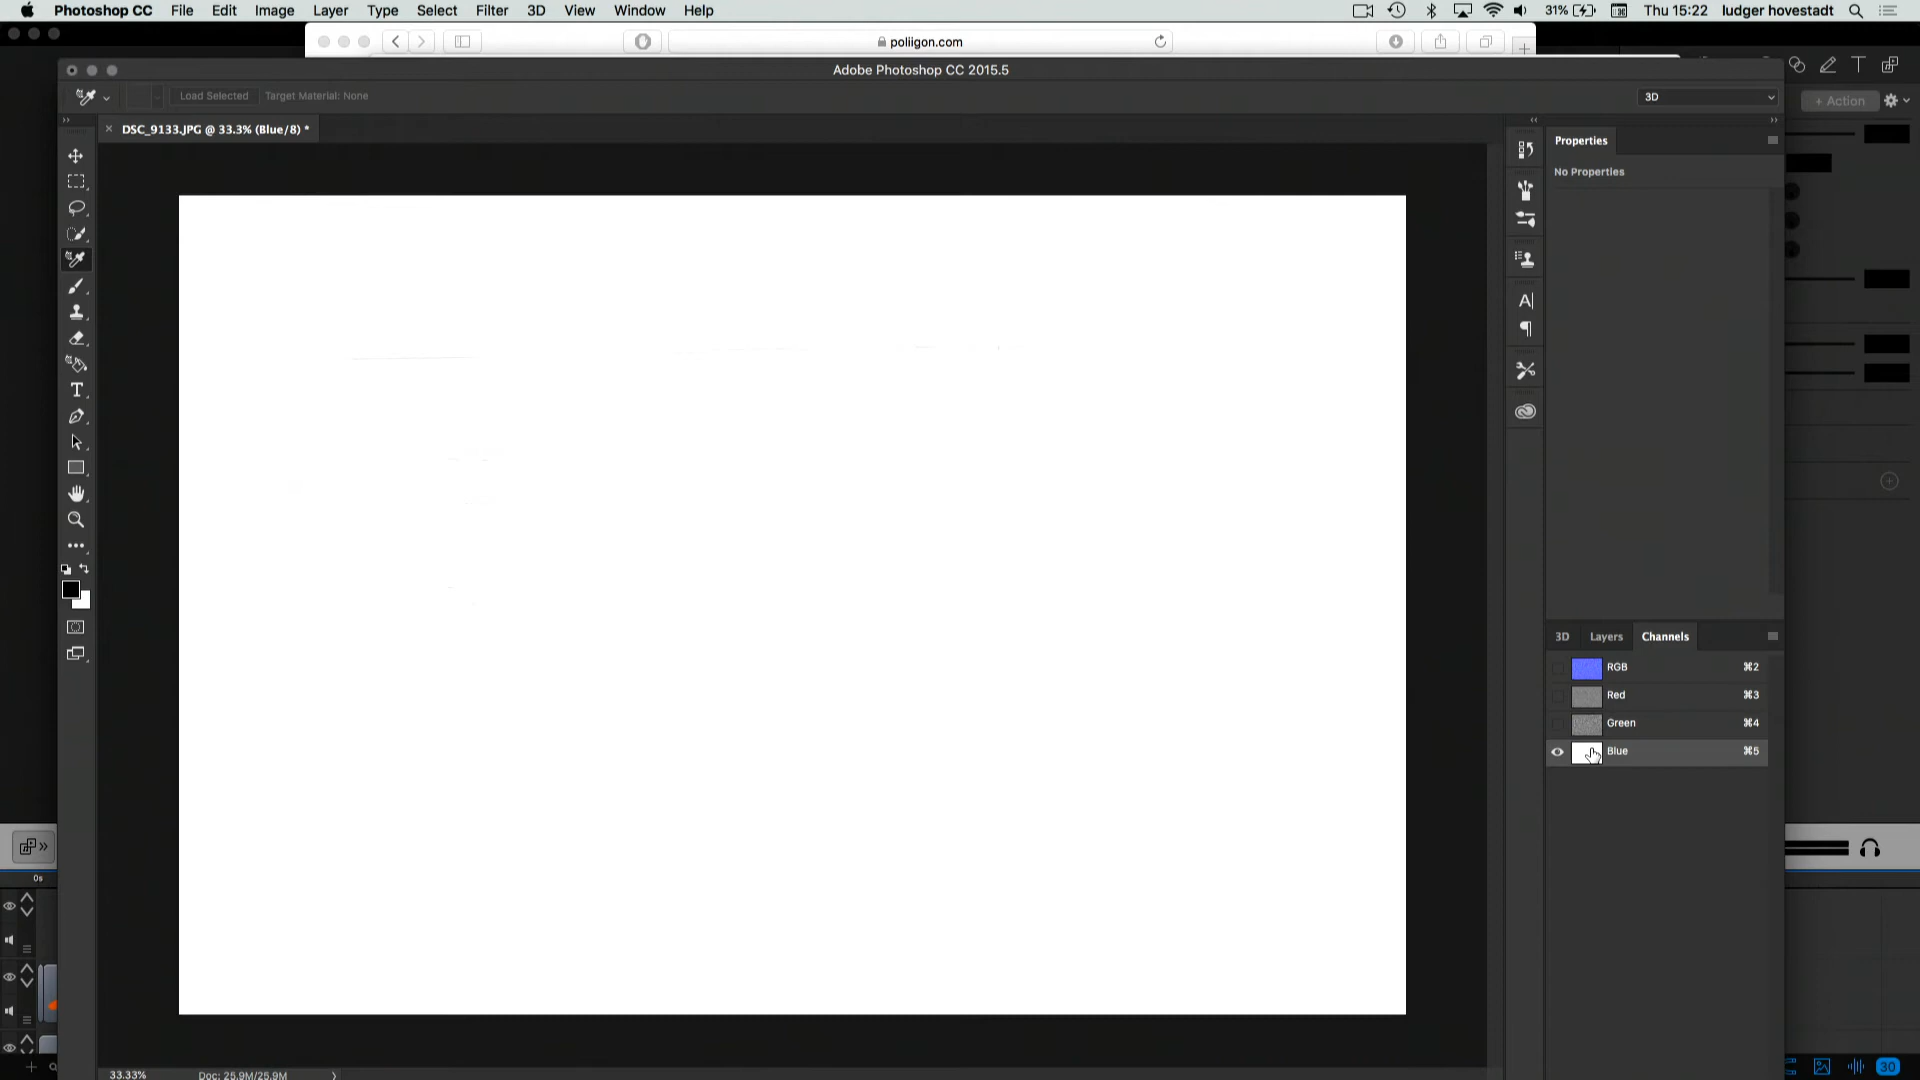 Photoshop CC File Edit Image Layer Type Select Filter 3D View Window Help 31% Thu 15:22 ludger hovestadt
poliigon.com
Adobe Photoshop CC 2015.5
Load Selected Target Material: None 3D
+ Action
DSC_9133.JPG @ 33.3% (Blue/8) *
Properties
No Properties
3D Layers Channels
RGB ⌘2
Red ⌘3
Green ⌘4
Blue ⌘5
0s
33.33% Doc: 25.9M/25.9M
30